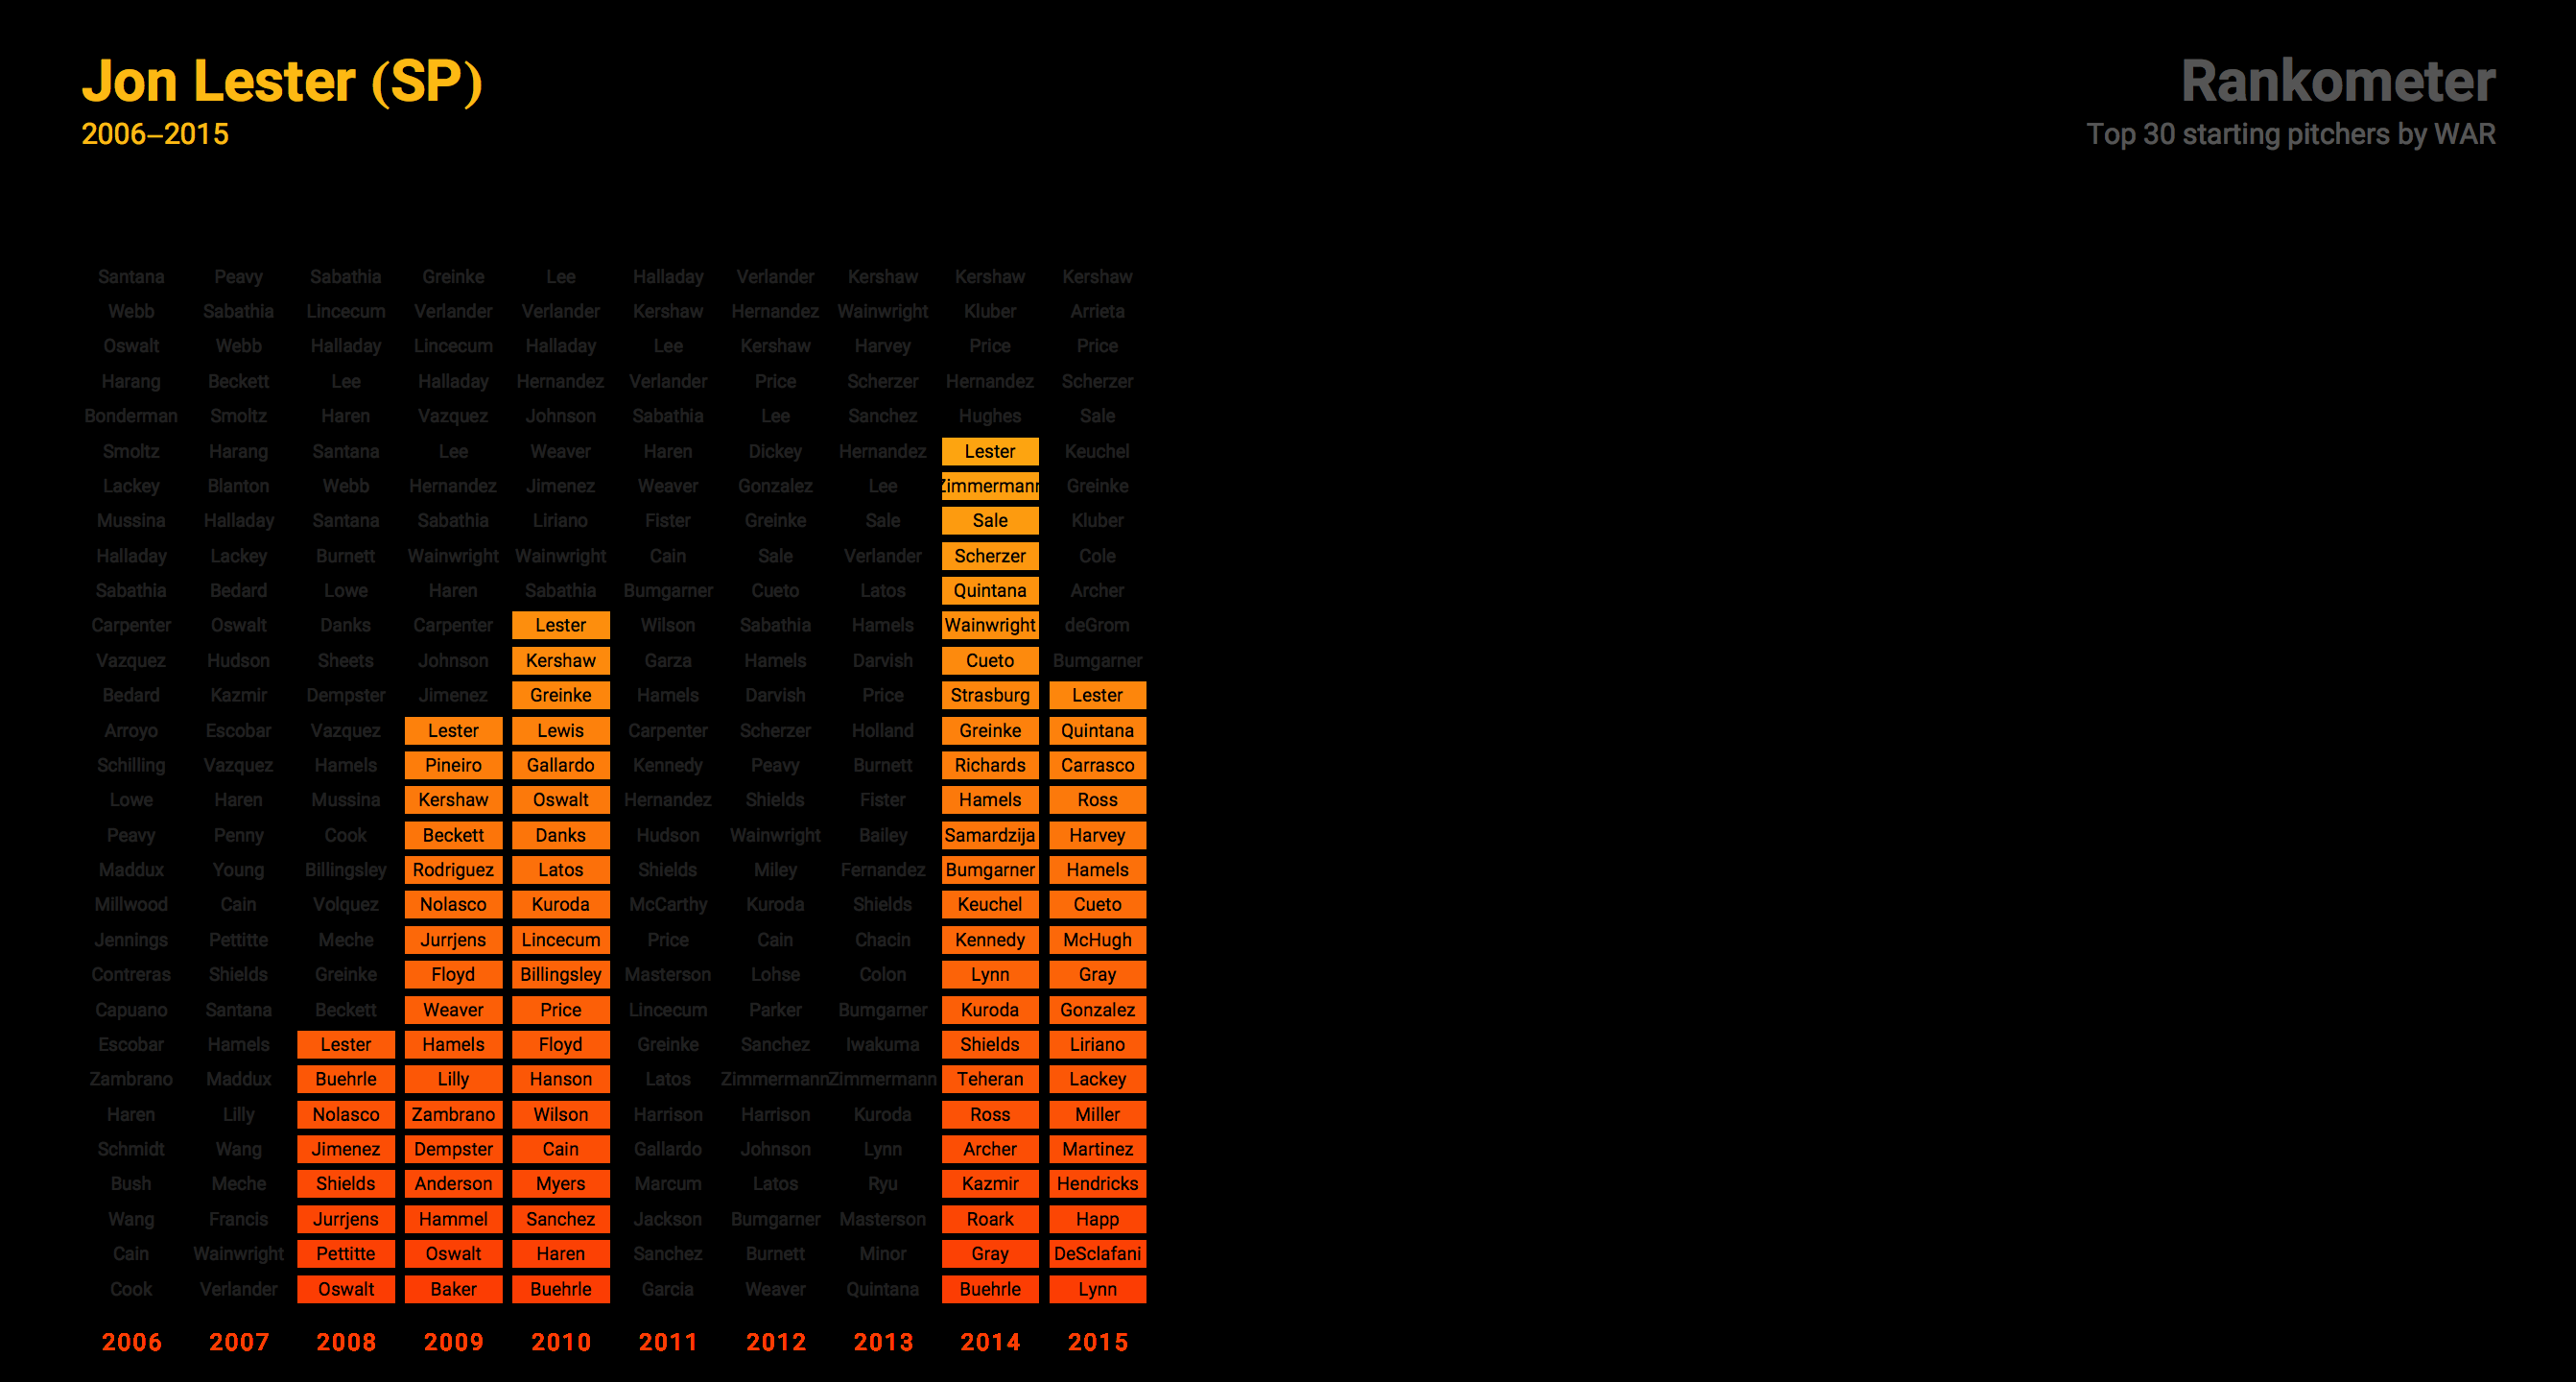 Jon Lester (SP)
2006–2015
Rankometer
Top 30 starting pitchers by WAR
Santana Peavy Sabathia Greinke Lee Halladay Verlander Kershaw Kershaw Kershaw
Webb Sabathia Lincecum Verlander Verlander Kershaw Hernandez Wainwright Kluber Arrieta
Oswalt Webb Halladay Lincecum Halladay Lee Kershaw Harvey Price Price
Harang Beckett Lee Halladay Hernandez Verlander Price Scherzer Hernandez Scherzer
Bonderman Smoltz Haren Vazquez Johnson Sabathia Lee Sanchez Hughes Sale
Smoltz Harang Santana Lee Weaver Haren Dickey Hernandez Lester Keuchel
Lackey Blanton Webb Hernandez Jimenez Weaver Gonzalez Lee Zimmermann Greinke
Mussina Halladay Santana Sabathia Liriano Fister Greinke Sale Sale Kluber
Halladay Lackey Burnett Wainwright Wainwright Cain Sale Verlander Scherzer Cole
Sabathia Bedard Lowe Haren Sabathia Bumgarner Cueto Latos Quintana Archer
Carpenter Oswalt Danks Carpenter Lester Wilson Sabathia Hamels Wainwright deGrom
Vazquez Hudson Sheets Johnson Kershaw Garza Hamels Darvish Cueto Bumgarner
Bedard Kazmir Dempster Jimenez Greinke Hamels Darvish Price Strasburg Lester
Arroyo Escobar Vazquez Lester Lewis Carpenter Scherzer Holland Greinke Quintana
Schilling Vazquez Hamels Pineiro Gallardo Kennedy Peavy Burnett Richards Carrasco
Lowe Haren Mussina Kershaw Oswalt Hernandez Shields Fister Hamels Ross
Peavy Penny Cook Beckett Danks Hudson Wainwright Bailey Samardzija Harvey
Maddux Young Billingsley Rodriguez Latos Shields Miley Fernandez Bumgarner Hamels
Millwood Cain Volquez Nolasco Kuroda McCarthy Kuroda Shields Keuchel Cueto
Jennings Pettitte Meche Jurrjens Lincecum Price Cain Chacin Kennedy McHugh
Contreras Shields Greinke Floyd Billingsley Masterson Lohse Colon Lynn Gray
Capuano Santana Beckett Weaver Price Lincecum Parker Bumgarner Kuroda Gonzalez
Escobar Hamels Lester Hamels Floyd Greinke Sanchez Iwakuma Shields Liriano
Zambrano Maddux Buehrle Lilly Hanson Latos Zimmermann Zimmermann Teheran Lackey
Haren Lilly Nolasco Zambrano Wilson Harrison Harrison Kuroda Ross Miller
Schmidt Wang Jimenez Dempster Cain Gallardo Johnson Lynn Archer Martinez
Bush Meche Shields Anderson Myers Marcum Latos Ryu Kazmir Hendricks
Wang Francis Jurrjens Hammel Sanchez Jackson Bumgarner Masterson Roark Happ
Cain Wainwright Pettitte Oswalt Haren Sanchez Burnett Minor Gray DeSclafani
Cook Verlander Oswalt Baker Buehrle Garcia Weaver Quintana Buehrle Lynn
2006 2007 2008 2009 2010 2011 2012 2013 2014 2015